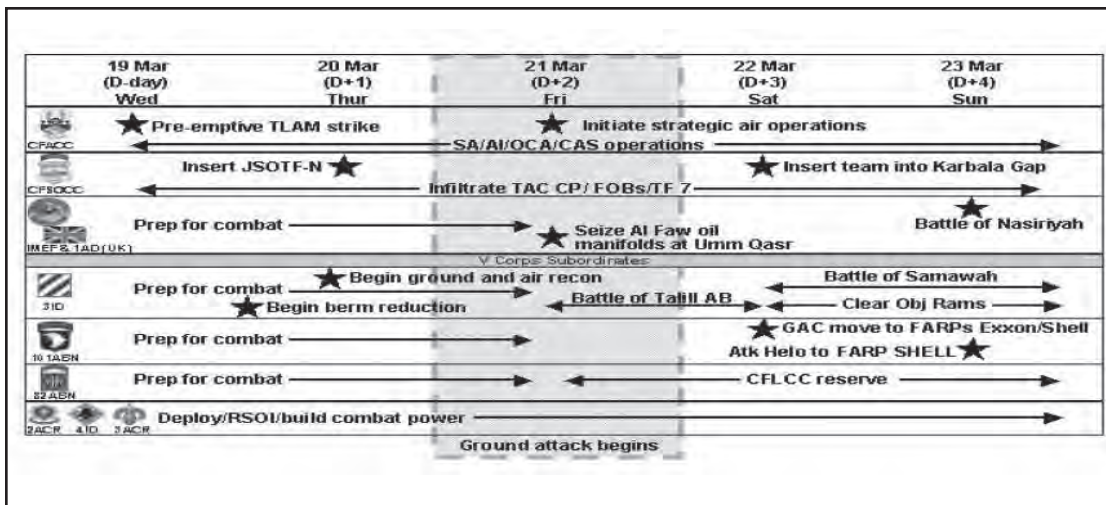 19 Mar 20 Mar 21 Mar 22 Mar 23 Mar
(D-day) (D+1) (D+2) (D+3) (D+4)
Wed Thur Fri Sat Sun
Pre-emptive TLAM strike Initiate strategic air operations
CFACC SA/AI/OCA/CAS operations
Insert JSOTF-N Insert team into Karbala Gap
CFSOCC Infiltrate TAC CP/ FOBs/TF 7
Prep for combat Seize Al Faw oil Battle of Nasiriyah
manifolds at Umm Qasr
IMEF & 1AD(UK)
V Corps Subordinates
Begin ground and air recon Battle of Samawah
Prep for combat
3ID Begin berm reduction Battle of Talill AB Clear Obj Rams
Prep for combat GAC move to FARPs Exxon/Shell
101ABN Atk Helo to FARP SHELL
Prep for combat CFLCC reserve
82ABN
Deploy/RSOI/build combat power
2ACR 4ID 3ACR
Ground attack begins